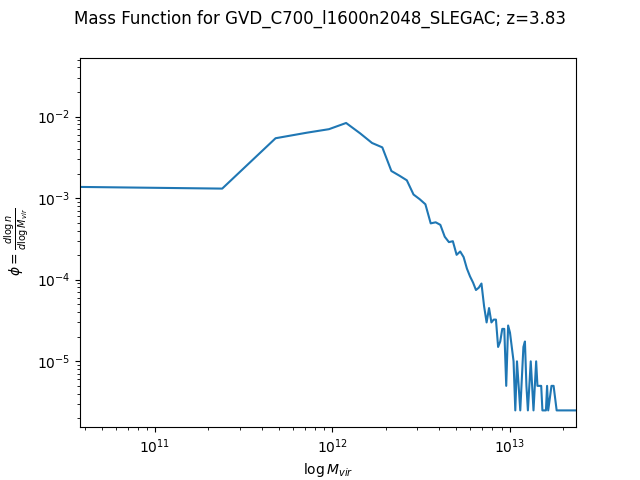 Mass Function for GVD_C700_l1600n2048_SLEGAC; z=3.83
10⁻²
10⁻³
10⁻⁴
10⁻⁵
ϕ = d log n / d log M_vir
10¹¹ 10¹² 10¹³
log M_vir